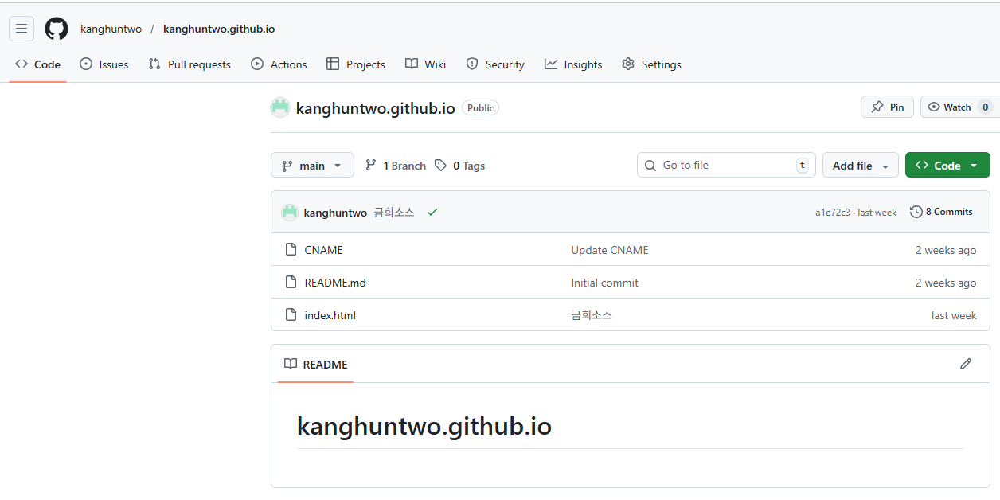 kanghuntwo / kanghuntwo.github.io
Code Issues Pull requests Actions Projects Wiki Security Insights Settings
kanghuntwo.github.io Public Pin Watch 0
main 1 Branch 0 Tags Go to file t Add file Code
kanghuntwo 금희소스 a1e72c3 · last week 8 Commits
CNAME Update CNAME 2 weeks ago
README.md Initial commit 2 weeks ago
index.html 금희소스 last week
README
kanghuntwo.github.io